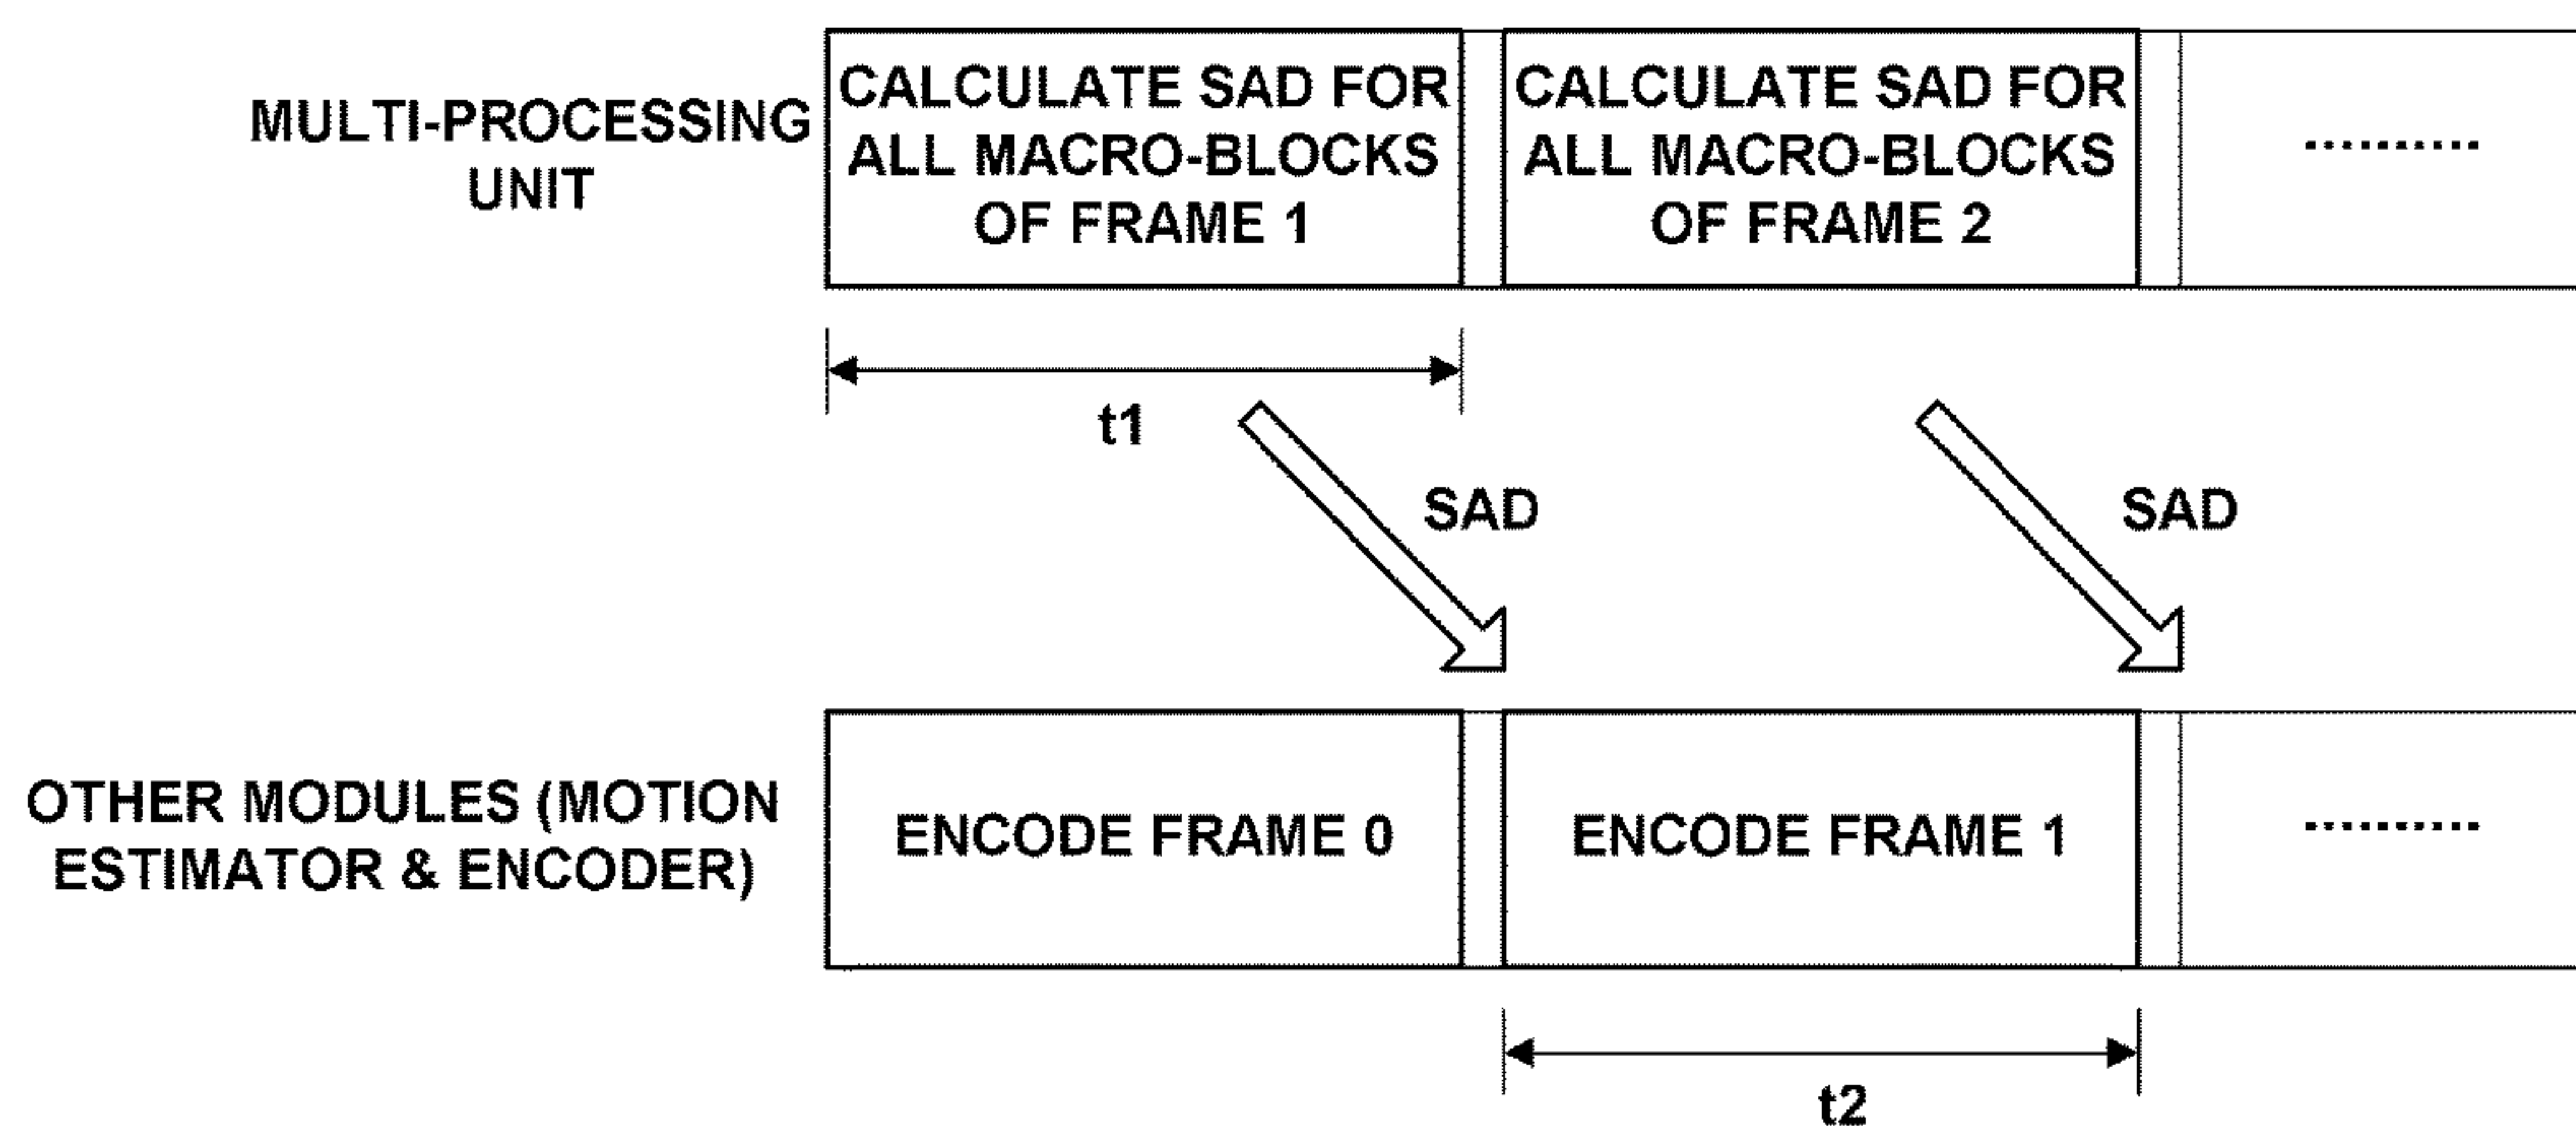 MULTI-PROCESSING
UNIT
CALCULATE SAD FOR
ALL MACRO-BLOCKS
OF FRAME 1
CALCULATE SAD FOR
ALL MACRO-BLOCKS
OF FRAME 2
.........
t1
SAD
SAD
OTHER MODULES (MOTION
ESTIMATOR & ENCODER)
ENCODE FRAME 0
ENCODE FRAME 1
.........
t2